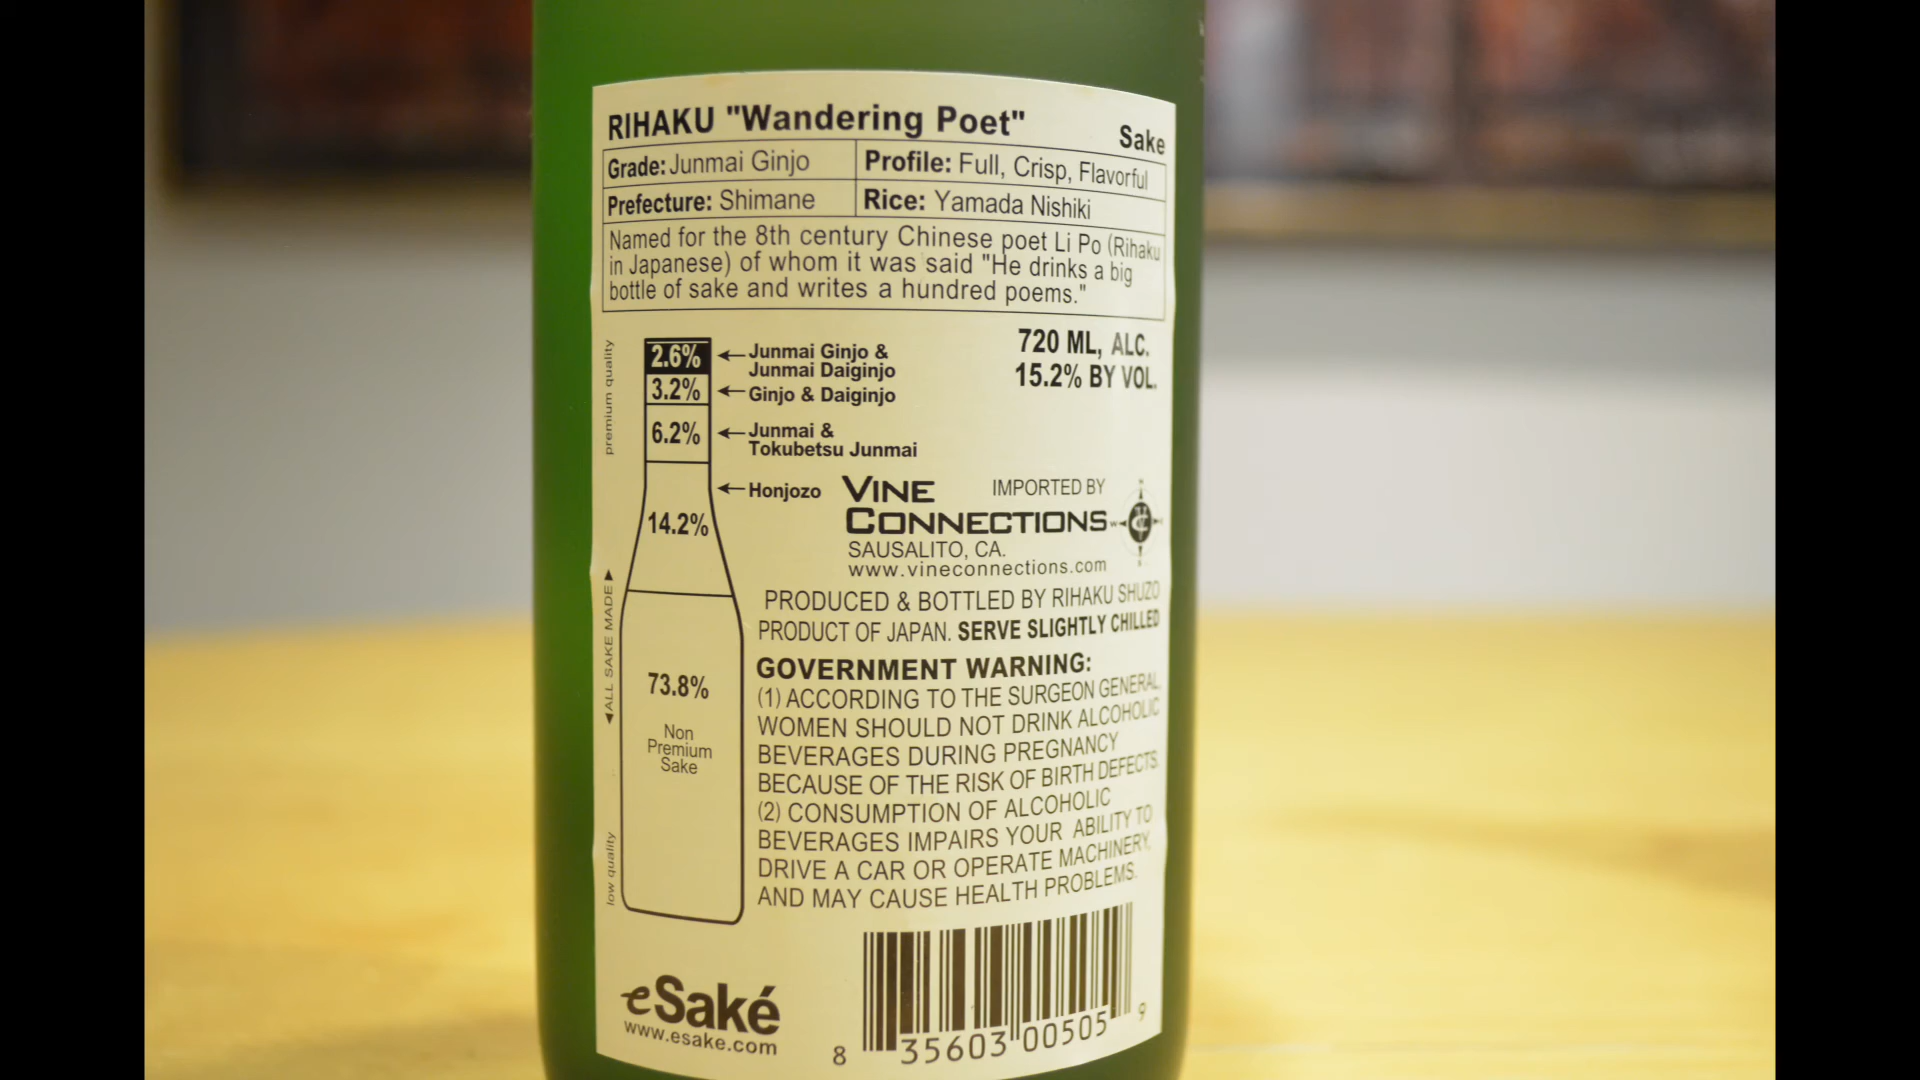 RIHAKU "Wandering Poet"
Sake
Grade: Junmai Ginjo
Profile: Full, Crisp, Flavorful
Prefecture: Shimane
Rice: Yamada Nishiki
Named for the 8th century Chinese poet Li Po (Rihaku
in Japanese) of whom it was said "He drinks a big
bottle of sake and writes a hundred poems."
premium quality
◄ALL SAKE MADE►
low quality
2.6%
Junmai Ginjo &
Junmai Daiginjo
3.2%
Ginjo & Daiginjo
6.2%
Junmai &
Tokubetsu Junmai
Honjozo
14.2%
73.8%
Non
Premium
Sake
720 ML, ALC.
15.2% BY VOL.
IMPORTED BY
VINE
CONNECTIONS
SAUSALITO, CA.
www.vineconnections.com
PRODUCED & BOTTLED BY RIHAKU SHUZO
PRODUCT OF JAPAN. SERVE SLIGHTLY CHILLED
GOVERNMENT WARNING:
(1) ACCORDING TO THE SURGEON GENERAL,
WOMEN SHOULD NOT DRINK ALCOHOLIC
BEVERAGES DURING PREGNANCY
BECAUSE OF THE RISK OF BIRTH DEFECTS.
(2) CONSUMPTION OF ALCOHOLIC
BEVERAGES IMPAIRS YOUR ABILITY TO
DRIVE A CAR OR OPERATE MACHINERY,
AND MAY CAUSE HEALTH PROBLEMS.
eSaké
www.esake.com
8 35603 00505 9